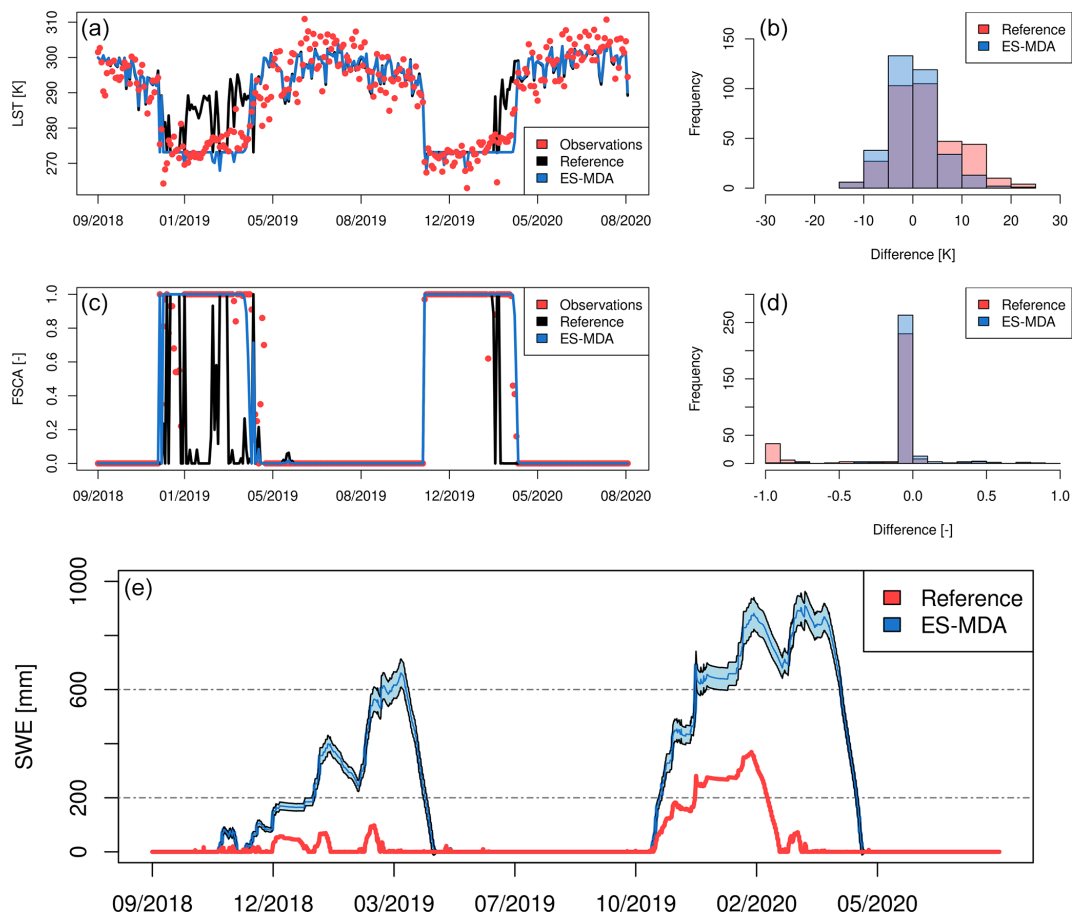 (a)
LST [K]
310
300
290
280
270
Observations
Reference
ES-MDA
09/2018 01/2019 05/2019 08/2019 12/2019 05/2020 08/2020
(b)
Frequency
150
100
50
0
Reference
ES-MDA
-30 -20 -10 0 10 20 30
Difference [K]
(c)
FSCA [-]
1.0
0.8
0.6
0.4
0.2
0.0
Observations
Reference
ES-MDA
09/2018 01/2019 05/2019 08/2019 12/2019 05/2020 08/2020
(d)
Frequency
250
150
50
0
Reference
ES-MDA
-1.0 -0.5 0.0 0.5 1.0
Difference [-]
(e)
SWE [mm]
1000
600
200
0
Reference
ES-MDA
09/2018 12/2018 03/2019 07/2019 10/2019 02/2020 05/2020